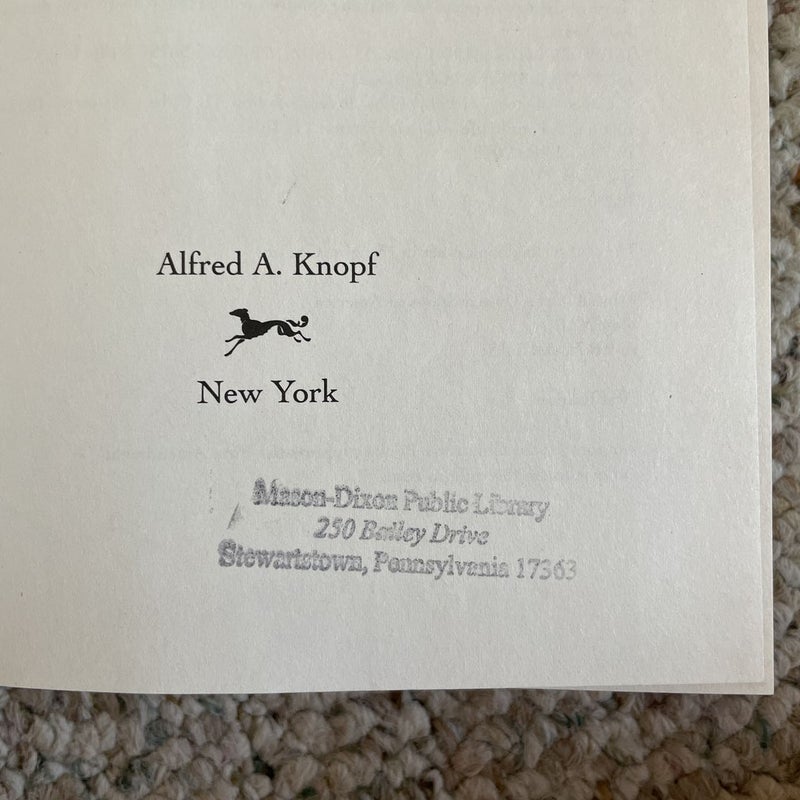 Alfred A. Knopf
New York
Mason-Dixon Public Library
250 Bailey Drive
Stewartstown, Pennsylvania 17363